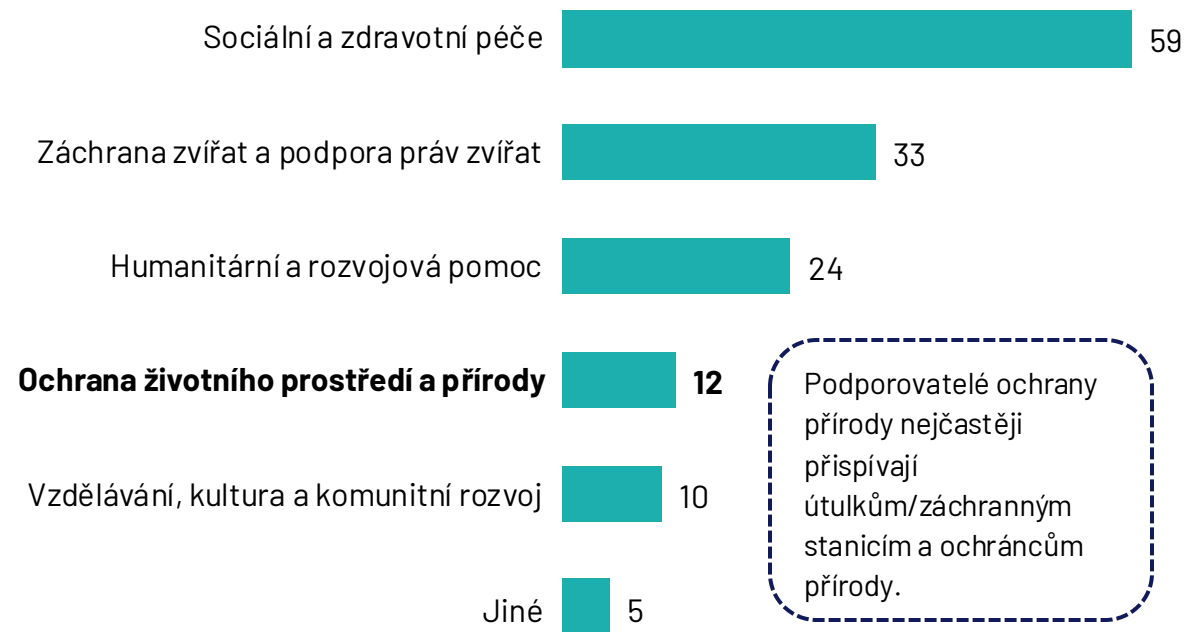 Sociální a zdravotní péče 59
Záchrana zvířat a podpora práv zvířat 33
Humanitární a rozvojová pomoc 24
Ochrana životního prostředí a přírody 12
Vzdělávání, kultura a komunitní rozvoj 10
Jiné 5
Podporovatelé ochrany
přírody nejčastěji
přispívají
útulkům/záchranným
stanicím a ochráncům
přírody.